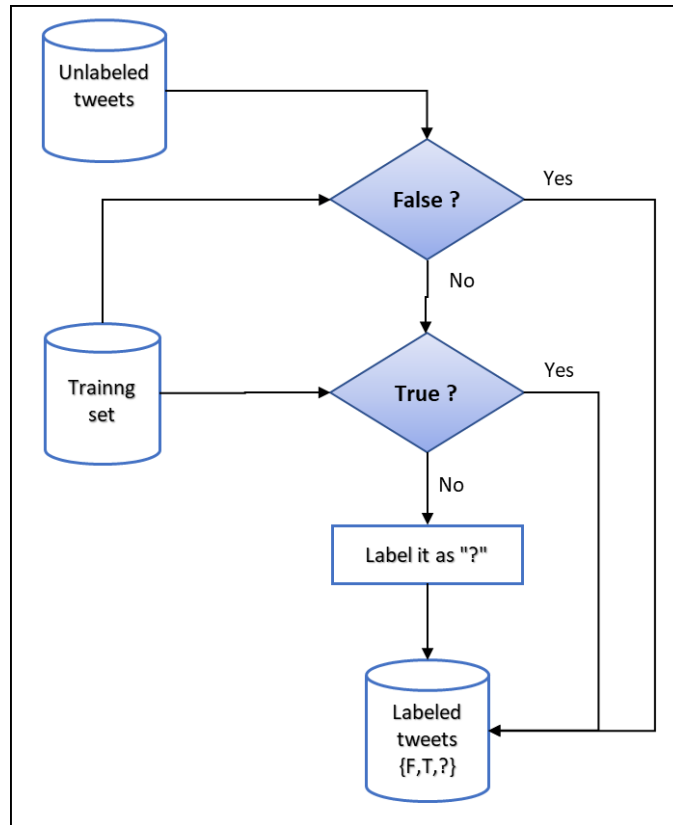 Unlabeled
tweets
False ?
Yes
No
Trainng
set
True ?
Yes
No
Label it as "?"
Labeled
tweets
{F,T,?}